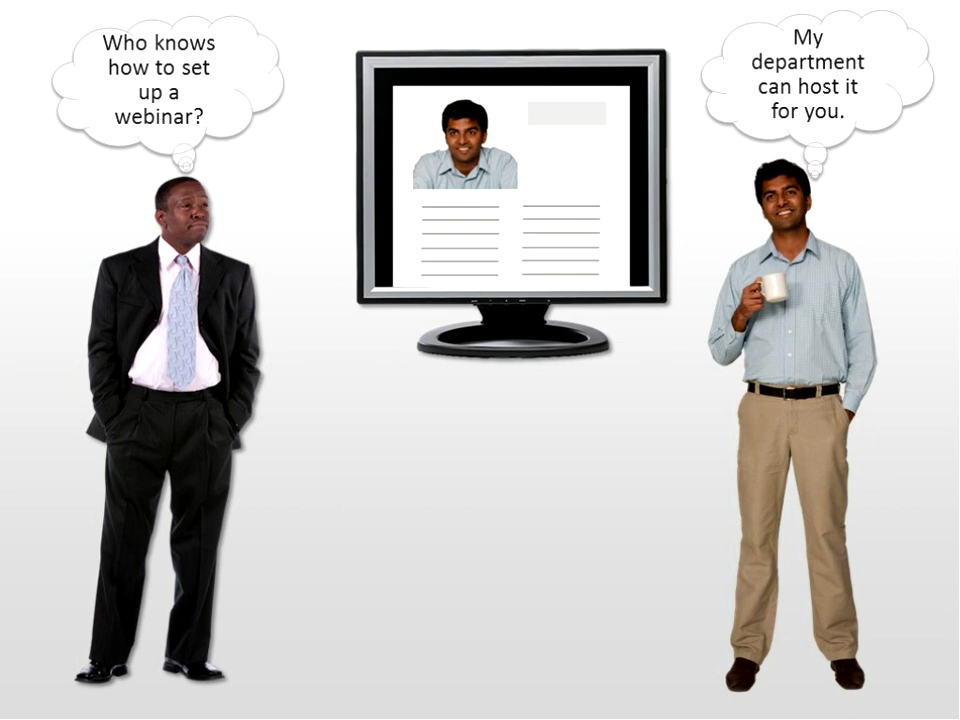 Who knows
how to set
up a
webinar?
My
department
can host it
for you.